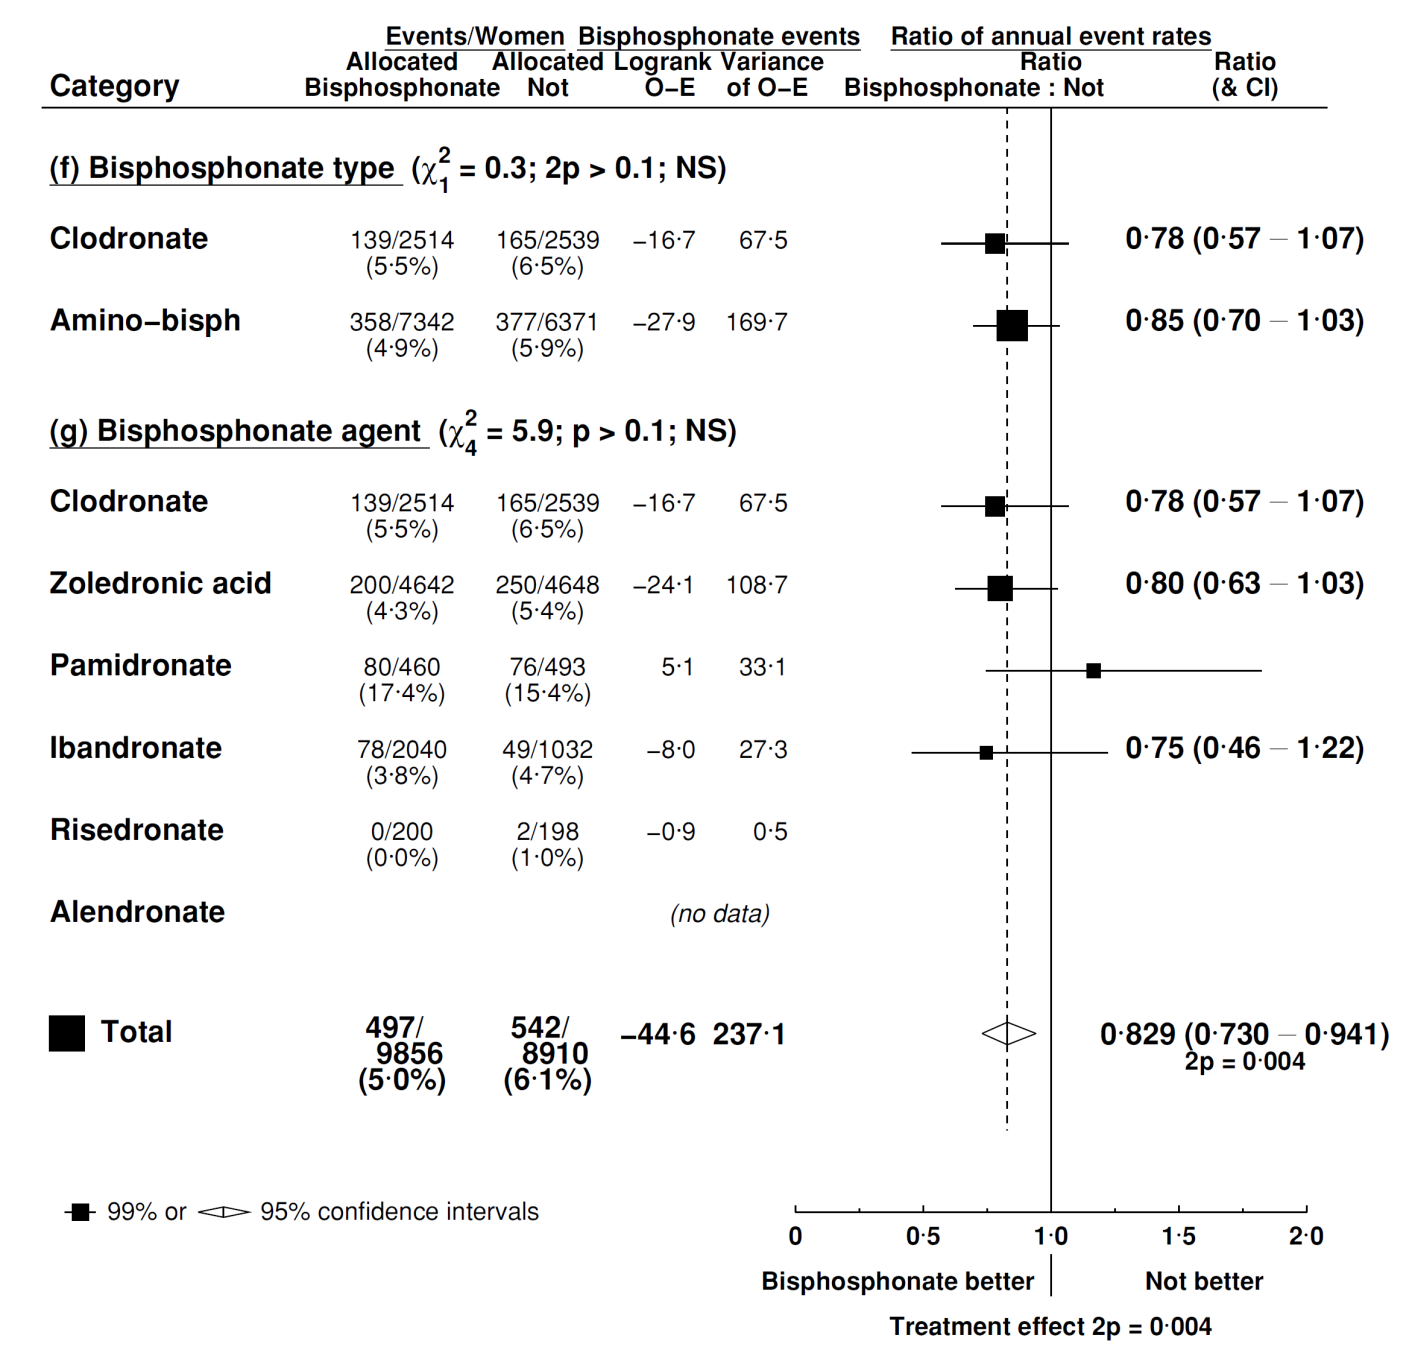 Events/Women Bisphosphonate events Ratio of annual event rates
Allocated Allocated Logrank Variance Ratio Ratio
Category Bisphosphonate Not O–E of O–E Bisphosphonate : Not (& CI)
(f) Bisphosphonate type (χ²₁ = 0.3; 2p > 0.1; NS)
Clodronate 139/2514 165/2539 –16·7 67·5 0·78 (0·57 – 1·07)
(5·5%) (6·5%)
Amino–bisph 358/7342 377/6371 –27·9 169·7 0·85 (0·70 – 1·03)
(4·9%) (5·9%)
(g) Bisphosphonate agent (χ²₄ = 5.9; p > 0.1; NS)
Clodronate 139/2514 165/2539 –16·7 67·5 0·78 (0·57 – 1·07)
(5·5%) (6·5%)
Zoledronic acid 200/4642 250/4648 –24·1 108·7 0·80 (0·63 – 1·03)
(4·3%) (5·4%)
Pamidronate 80/460 76/493 5·1 33·1
(17·4%) (15·4%)
Ibandronate 78/2040 49/1032 –8·0 27·3 0·75 (0·46 – 1·22)
(3·8%) (4·7%)
Risedronate 0/200 2/198 –0·9 0·5
(0·0%) (1·0%)
Alendronate (no data)
Total 497/ 542/ –44·6 237·1 0·829 (0·730 – 0·941)
9856 8910 2p = 0·004
(5·0%) (6·1%)
99% or 95% confidence intervals
0 0·5 1·0 1·5 2·0
Bisphosphonate better Not better
Treatment effect 2p = 0·004